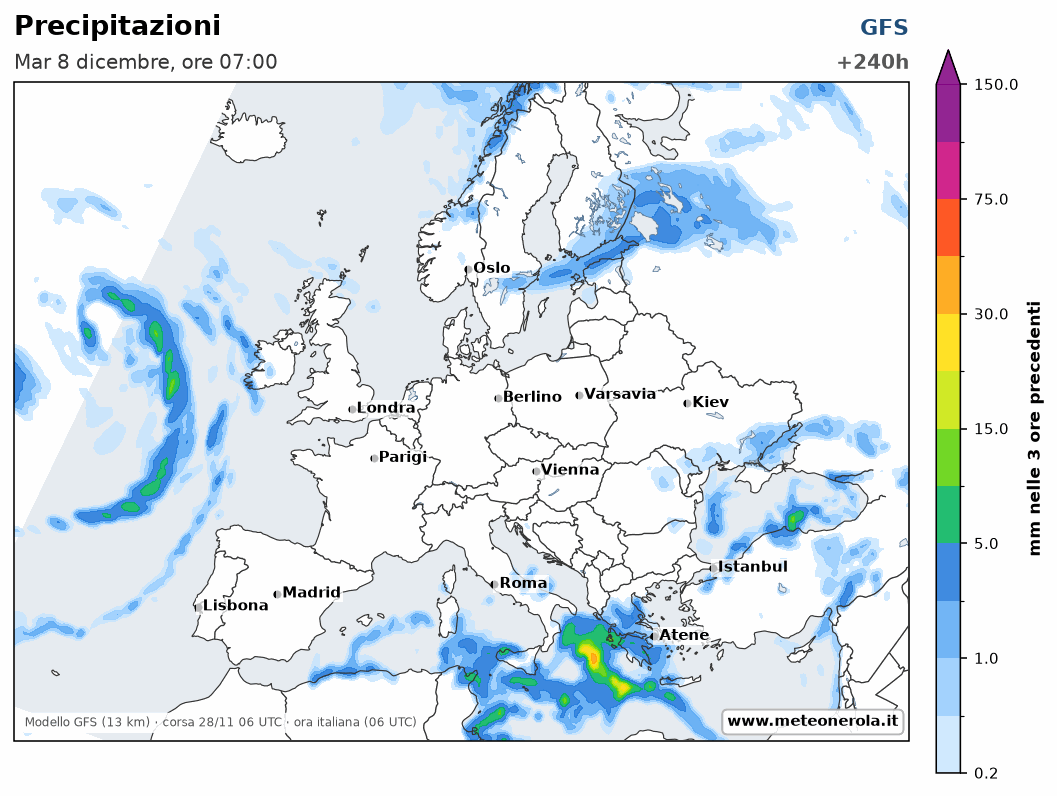 Precipitazioni
GFS
Mar 8 dicembre, ore 07:00
+240h
150.0
75.0
30.0
15.0
5.0
1.0
0.2
mm nelle 3 ore precedenti
Oslo
Berlino
Varsavia
Kiev
Londra
Parigi
Vienna
Istanbul
Roma
Madrid
Lisbona
Atene
Modello GFS (13 km) · corsa 28/11 06 UTC · ora italiana (06 UTC)
www.meteonerola.it